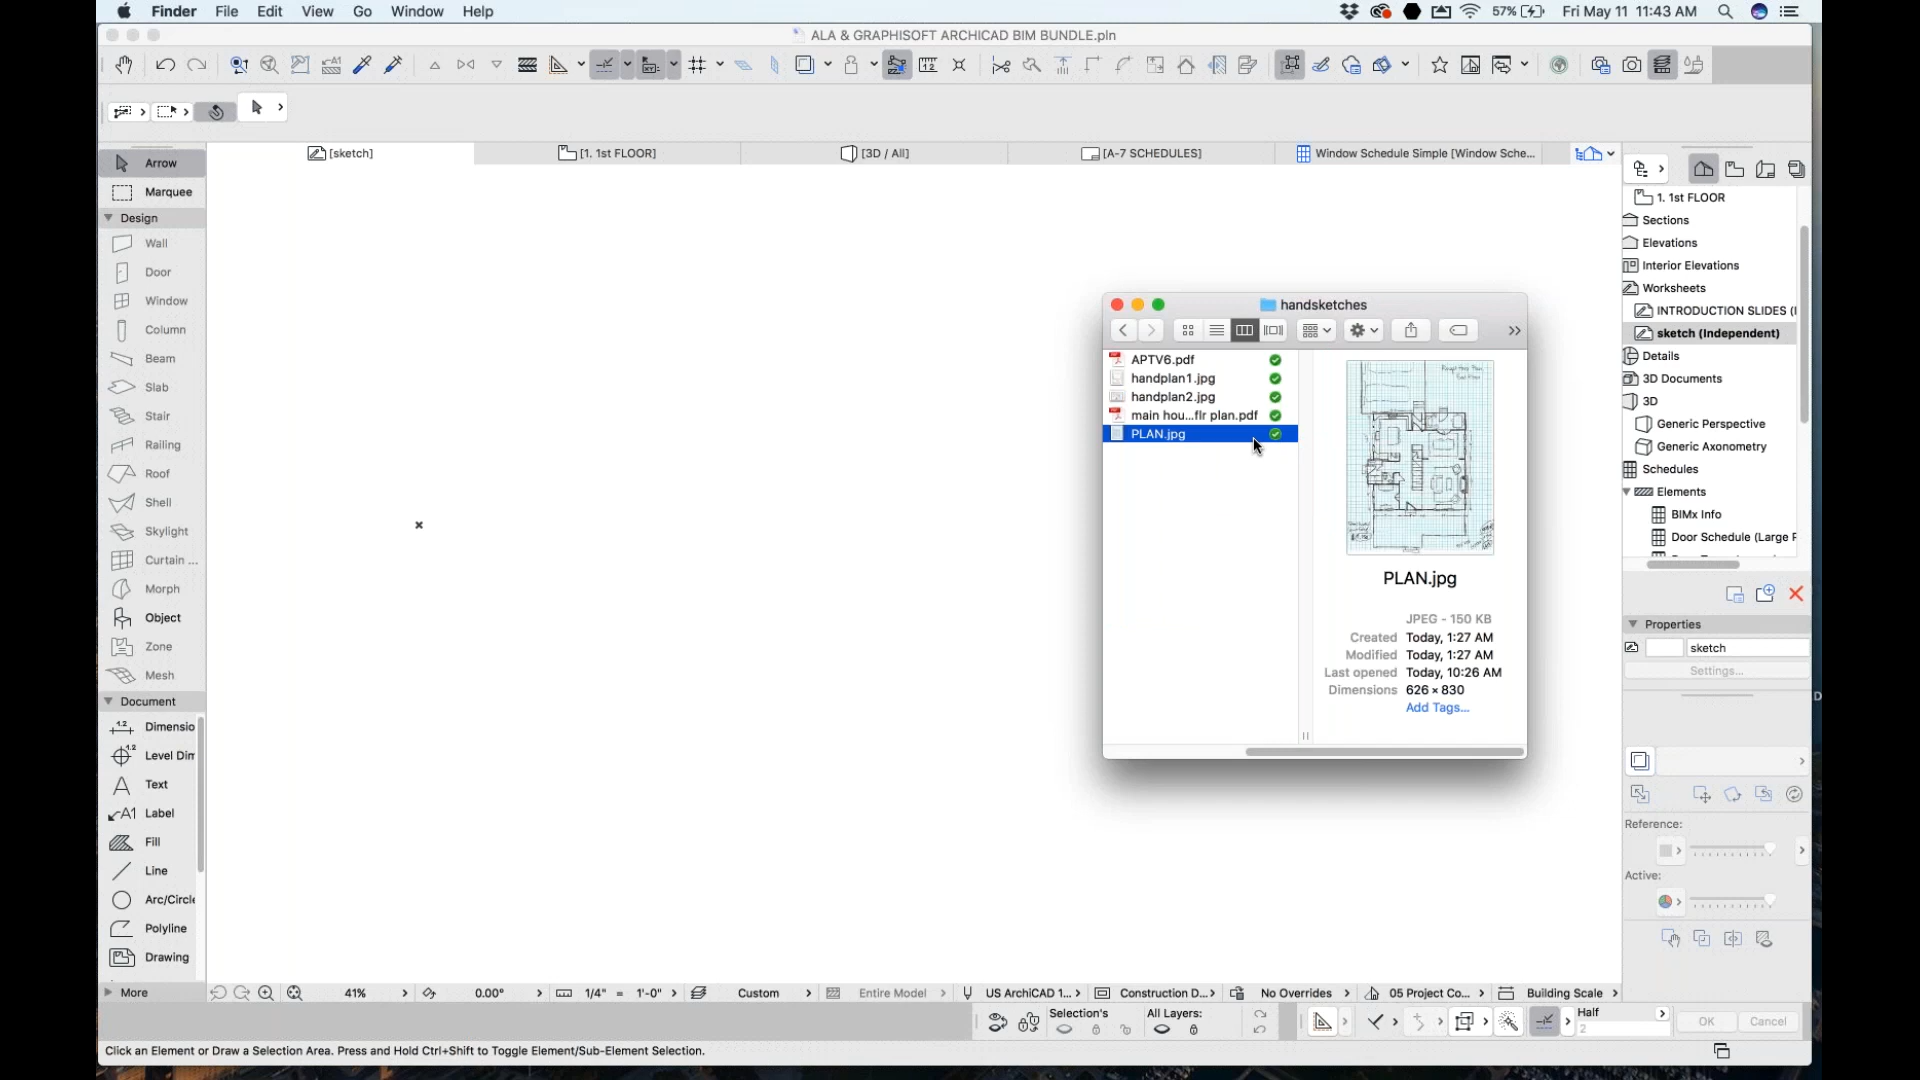 Finder File Edit View Go Window Help
57% Fri May 11 11:43 AM
ALA & GRAPHISOFT ARCHICAD BIM BUNDLE.pln
[sketch]
[1. 1st FLOOR]
[3D / All]
[A-7 SCHEDULES]
Window Schedule Simple [Window Sche...
Arrow
Marquee
Design
Wall
Door
Window
Column
Beam
Slab
Stair
Railing
Roof
Shell
Skylight
Curtain ...
Morph
Object
Zone
Mesh
Document
Dimensio
Level Dim
Text
Label
Fill
Line
Arc/Circle
Polyline
Drawing
More
handsketches
APTV6.pdf
handplan1.jpg
handplan2.jpg
main hou...flr plan.pdf
PLAN.jpg
PLAN.jpg
JPEG - 150 KB
Created Today, 1:27 AM
Modified Today, 1:27 AM
Last opened Today, 10:26 AM
Dimensions 626 × 830
Add Tags...
1. 1st FLOOR
Sections
Elevations
Interior Elevations
Worksheets
INTRODUCTION SLIDES (I
sketch (Independent)
Details
3D Documents
3D
Generic Perspective
Generic Axonometry
Schedules
Elements
BIMx Info
Door Schedule (Large F
Properties
sketch
Settings...
Reference:
Active:
41% 0.00° 1/4" = 1'-0" Custom Entire Model US ArchiCAD 1... Construction D... No Overrides 05 Project Co... Building Scale
Selection's All Layers:
Half
2
OK Cancel
Click an Element or Draw a Selection Area. Press and Hold Ctrl+Shift to Toggle Element/Sub-Element Selection.